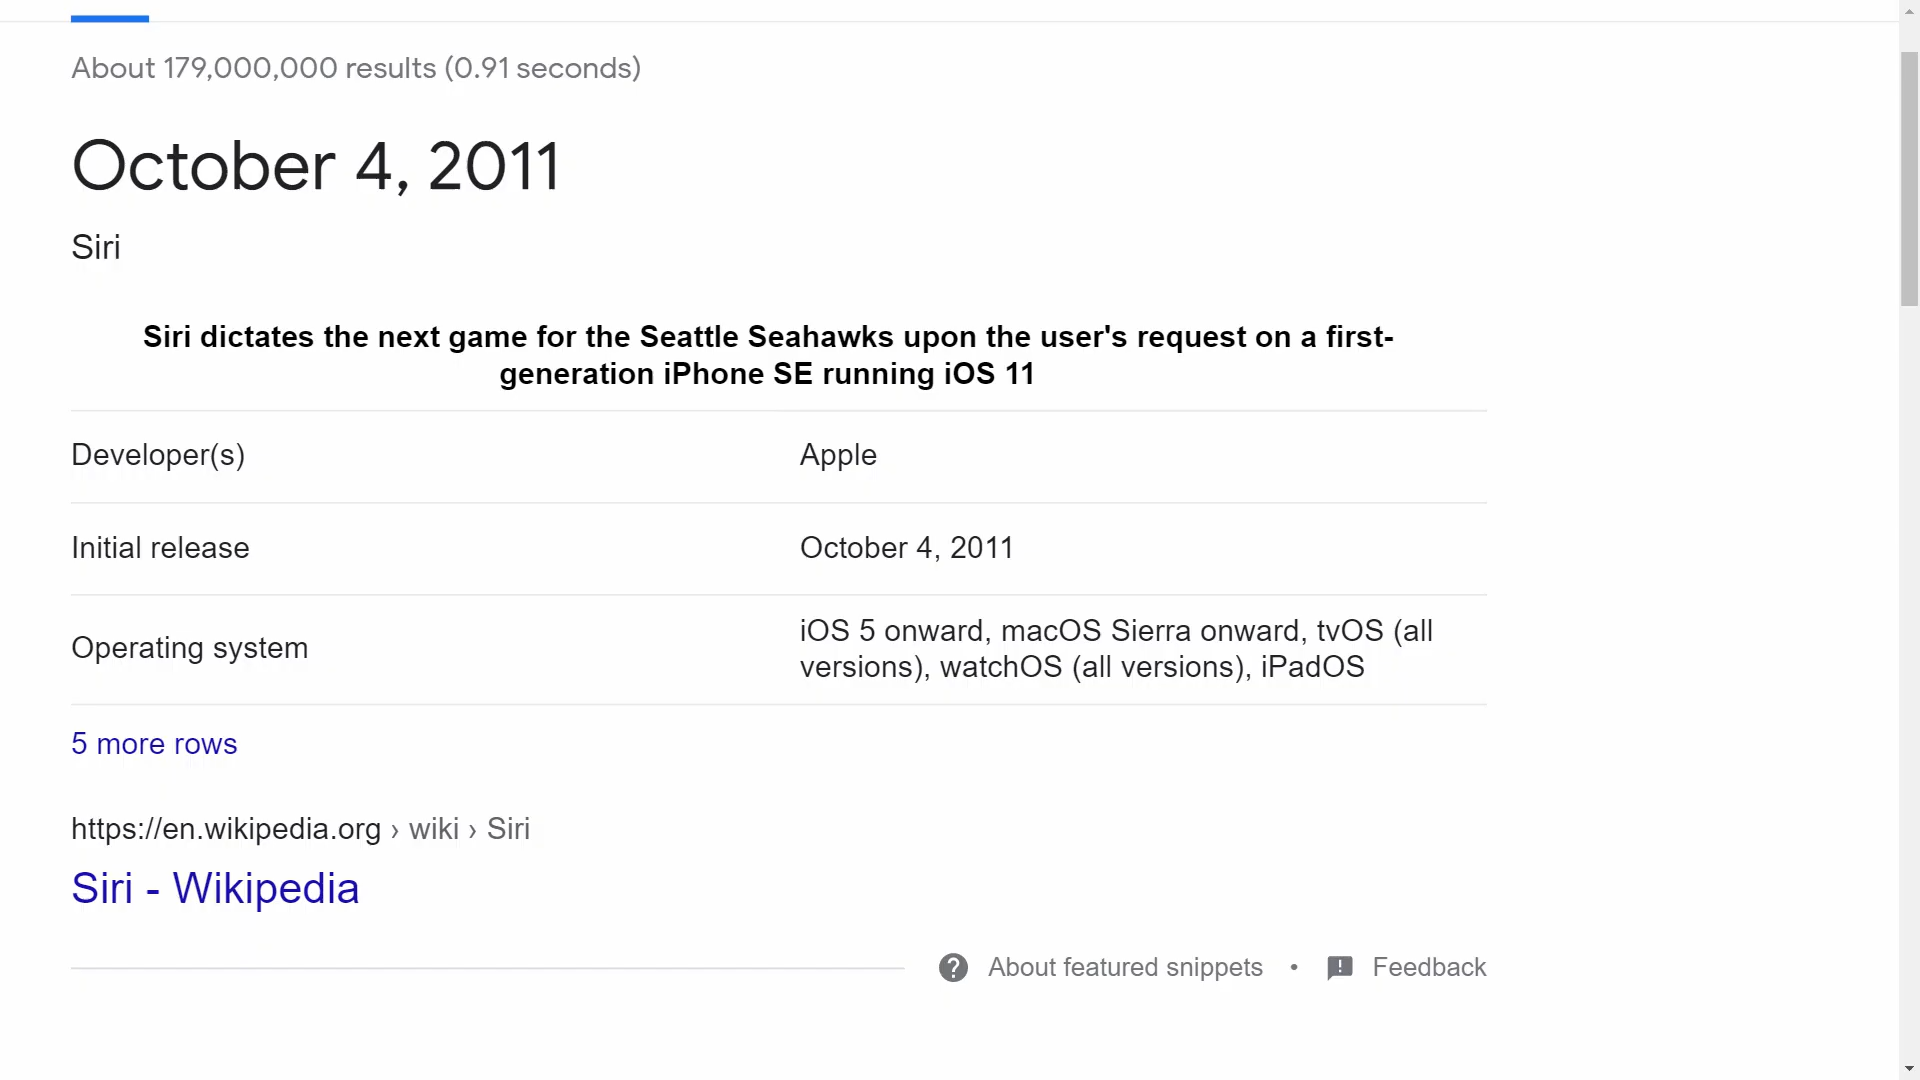 About 179,000,000 results (0.91 seconds)
October 4, 2011
Siri
Siri dictates the next game for the Seattle Seahawks upon the user's request on a first-
generation iPhone SE running iOS 11
Developer(s) Apple
Initial release October 4, 2011
Operating system iOS 5 onward, macOS Sierra onward, tvOS (all
versions), watchOS (all versions), iPadOS
5 more rows
https://en.wikipedia.org › wiki › Siri
Siri - Wikipedia
About featured snippets • Feedback